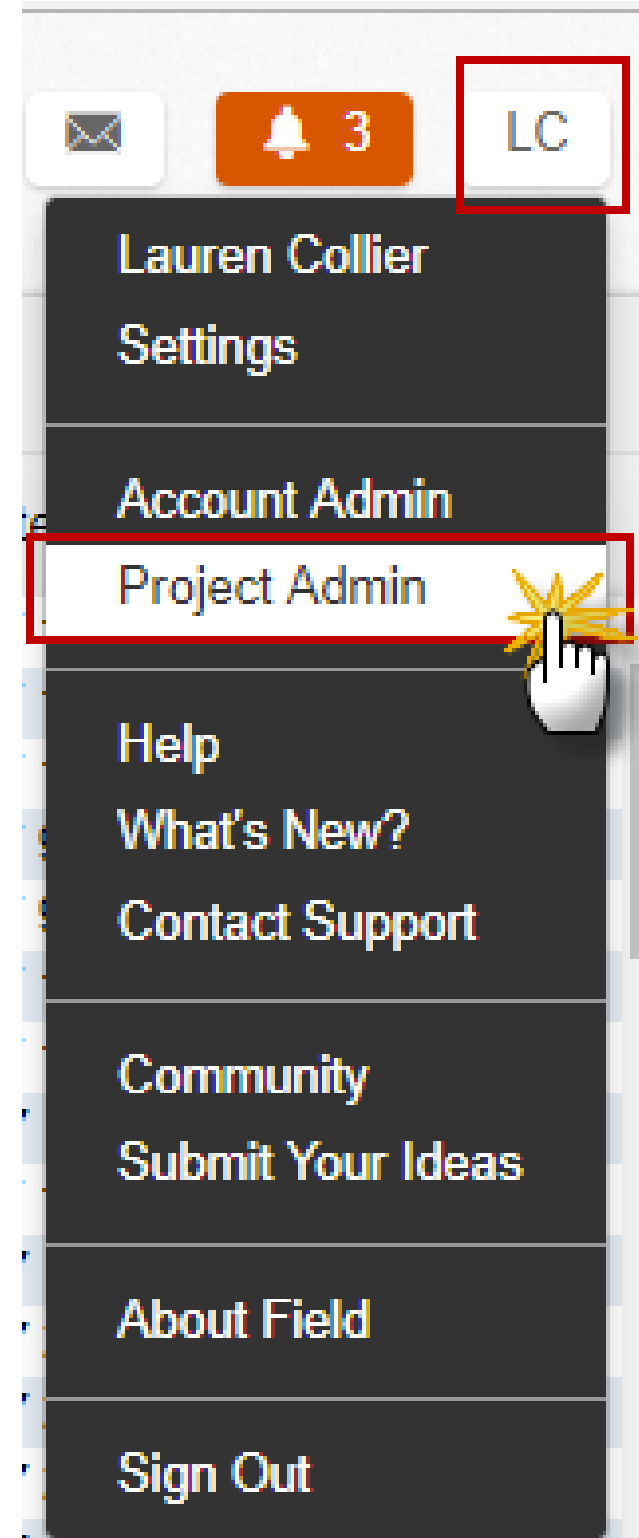 3
LC
Lauren Collier
Settings
Account Admin
Project Admin
Help
What's New?
Contact Support
Community
Submit Your Ideas
About Field
Sign Out